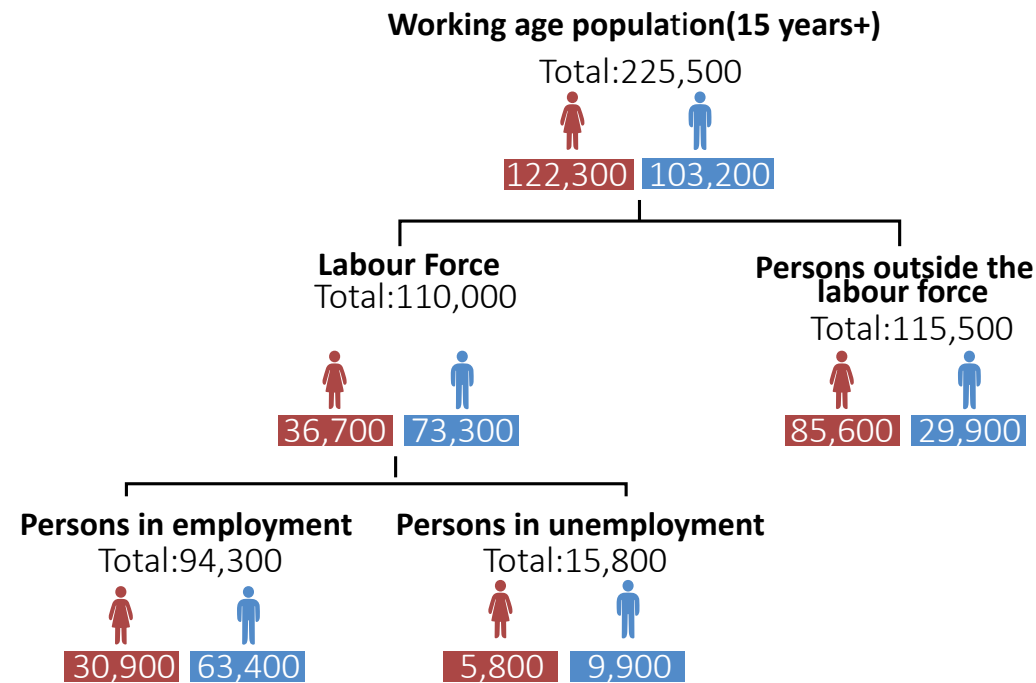 Working age population(15 years+)
Total:225,500
122,300 103,200
Labour Force
Total:110,000
36,700 73,300
Persons outside the
labour force
Total:115,500
85,600 29,900
Persons in employment
Total:94,300
30,900 63,400
Persons in unemployment
Total:15,800
5,800 9,900